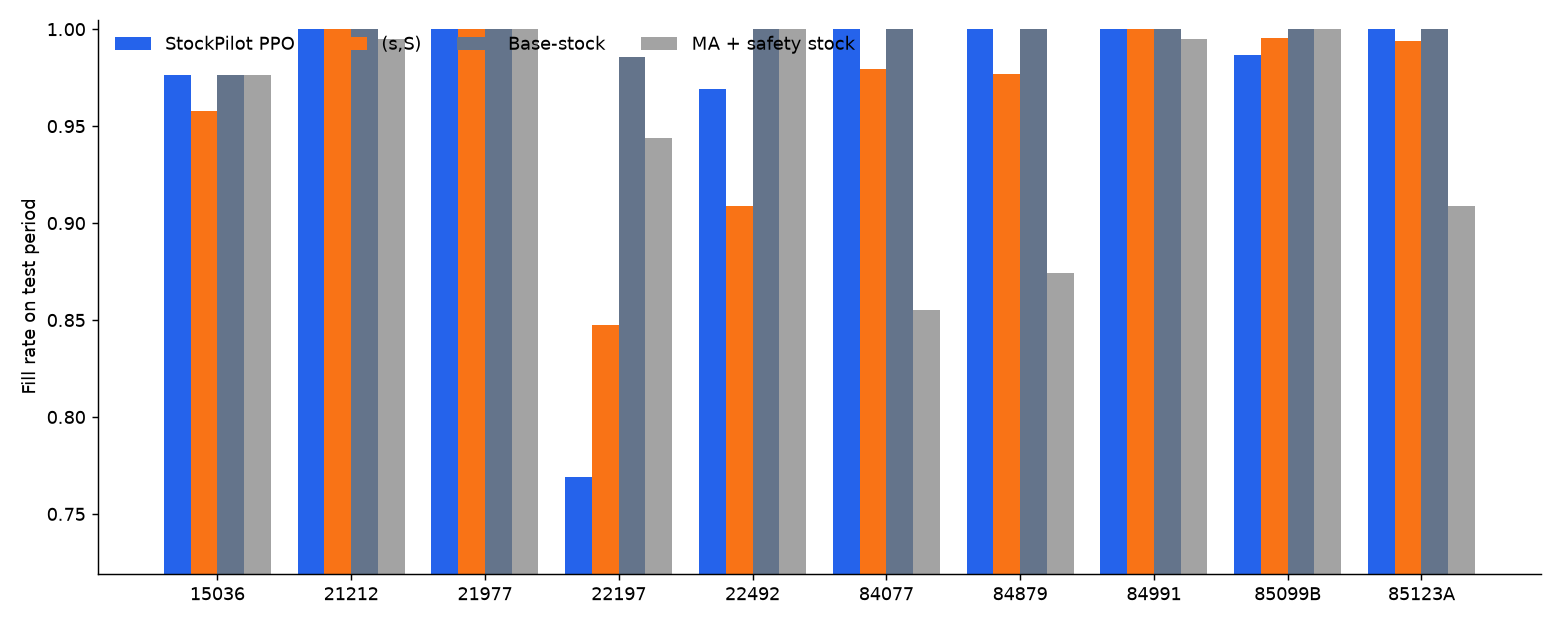 StockPilot PPO (s,S) Base-stock MA + safety stock
1.00
0.95
0.90
0.85
0.80
0.75
Fill rate on test period
15036 21212 21977 22197 22492 84077 84879 84991 85099B 85123A